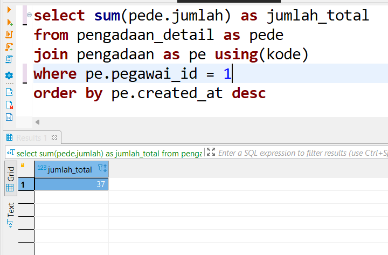 select sum(pede.jumlah) as jumlah_total
from pengadaan_detail as pede
join pengadaan as pe using(kode)
where pe.pegawai_id = 1
order by pe.created_at desc
select sum(pede.jumlah) as jumlah_total from penga
Enter a SQL expression to filter results (use Ctrl+Sp
Grid
123 jumlah_total
1
37
Text